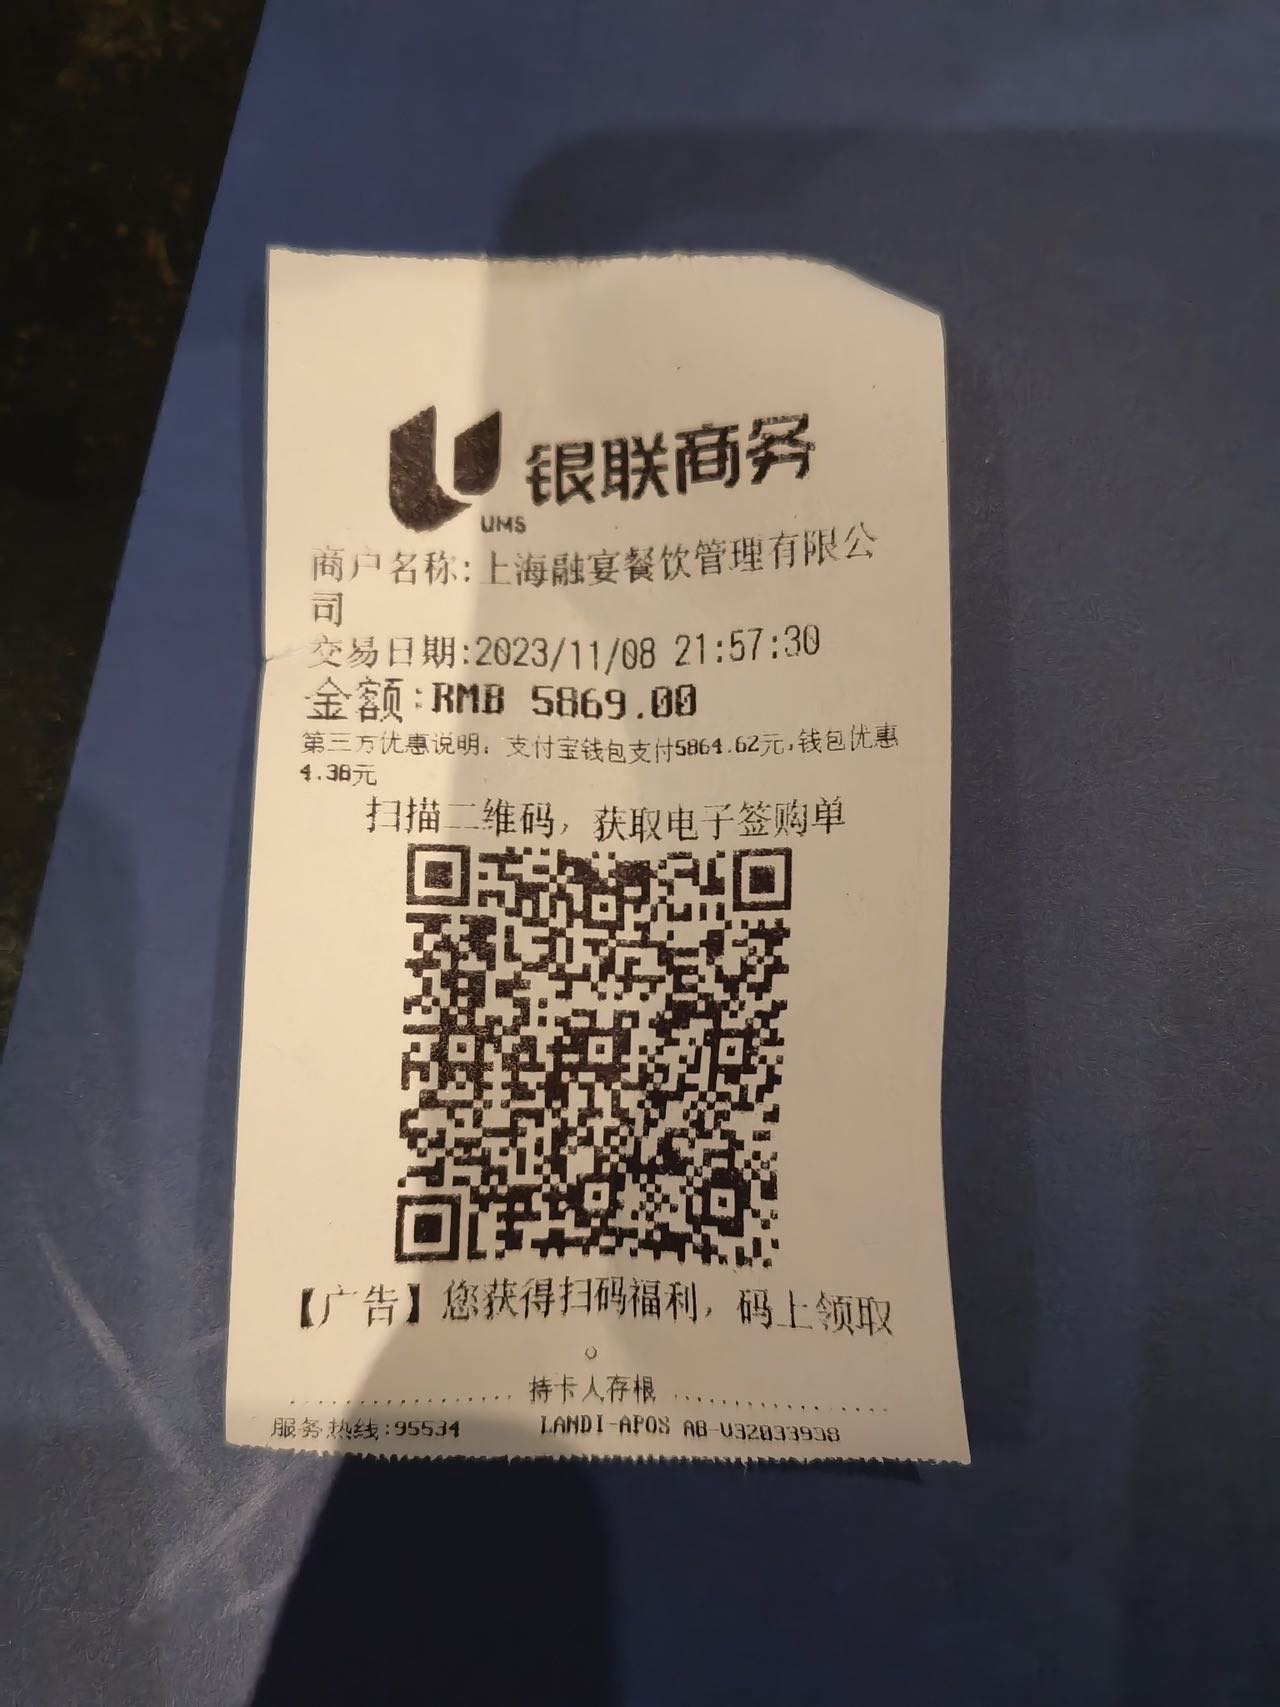 银联商务
UMS
商户名称:上海融宴餐饮管理有限公
司
交易日期:2023/11/08 21:57:30
金额:RMB 5869.00
第三方优惠说明: 支付宝钱包支付5864.62元,钱包优惠
4.38元
扫描二维码, 获取电子签购单
【广告】您获得扫码福利, 码上领取
。
持卡人存根
服务热线:95534 LANDI-APOS A8-V32033938